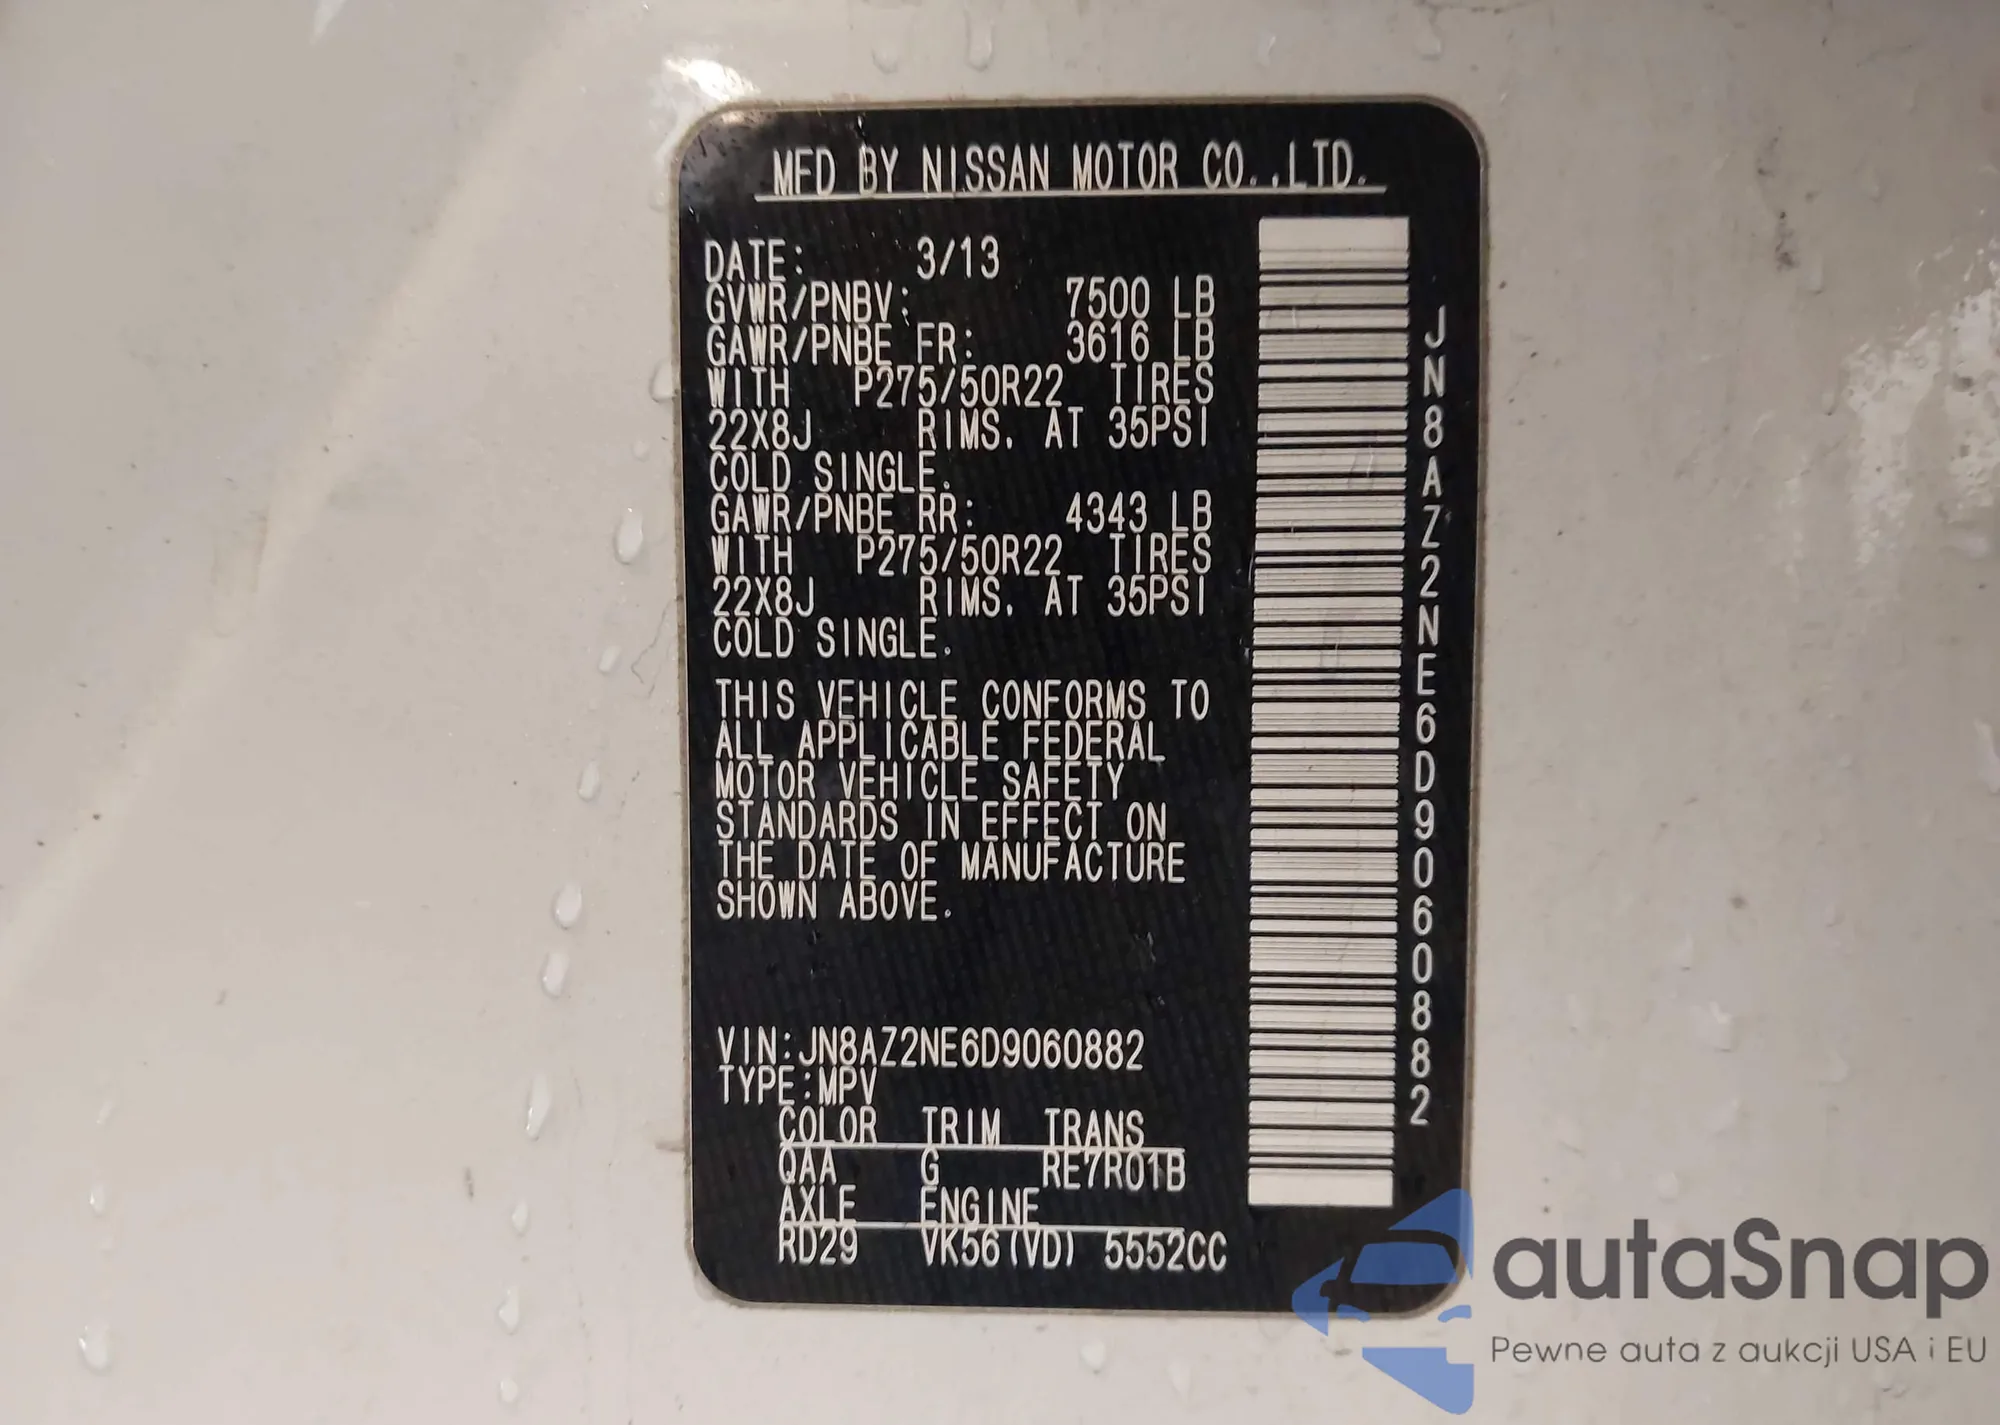 MFD BY NISSAN MOTOR CO.,LTD.
DATE: 3/13
GVWR/PNBV: 7500 LB
GAWR/PNBE FR: 3616 LB
WITH P275/50R22 TIRES
22X8J RIMS. AT 35PSI
COLD SINGLE.
GAWR/PNBE RR: 4343 LB
WITH P275/50R22 TIRES
22X8J RIMS. AT 35PSI
COLD SINGLE.
THIS VEHICLE CONFORMS TO
ALL APPLICABLE FEDERAL
MOTOR VEHICLE SAFETY
STANDARDS IN EFFECT ON
THE DATE OF MANUFACTURE
SHOWN ABOVE.
VIN:JN8AZ2NE6D9060882
TYPE:MPV
COLOR TRIM TRANS
QAA G RE7R01B
AXLE ENGINE
RD29 VK56(VD) 5552CC
JN8AZ2NE6D9060882
autaSnap
Pewne auta z aukcji USA i EU